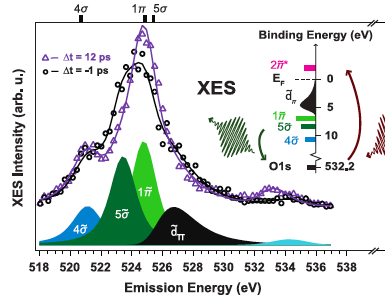 4σ 1π 5σ
Binding Energy (eV)
Δt = 12 ps
Δt = -1 ps
XES
2π̃*
E_F
0
d̃_π
5
1π̃
5σ̃
4σ̃
10
O1s
532.2
XES Intensity (arb. u.)
4σ̃
5σ̃
1π̃
d̃_π
518 520 522 524 526 528 530 532 534 536 538
Emission Energy (eV)